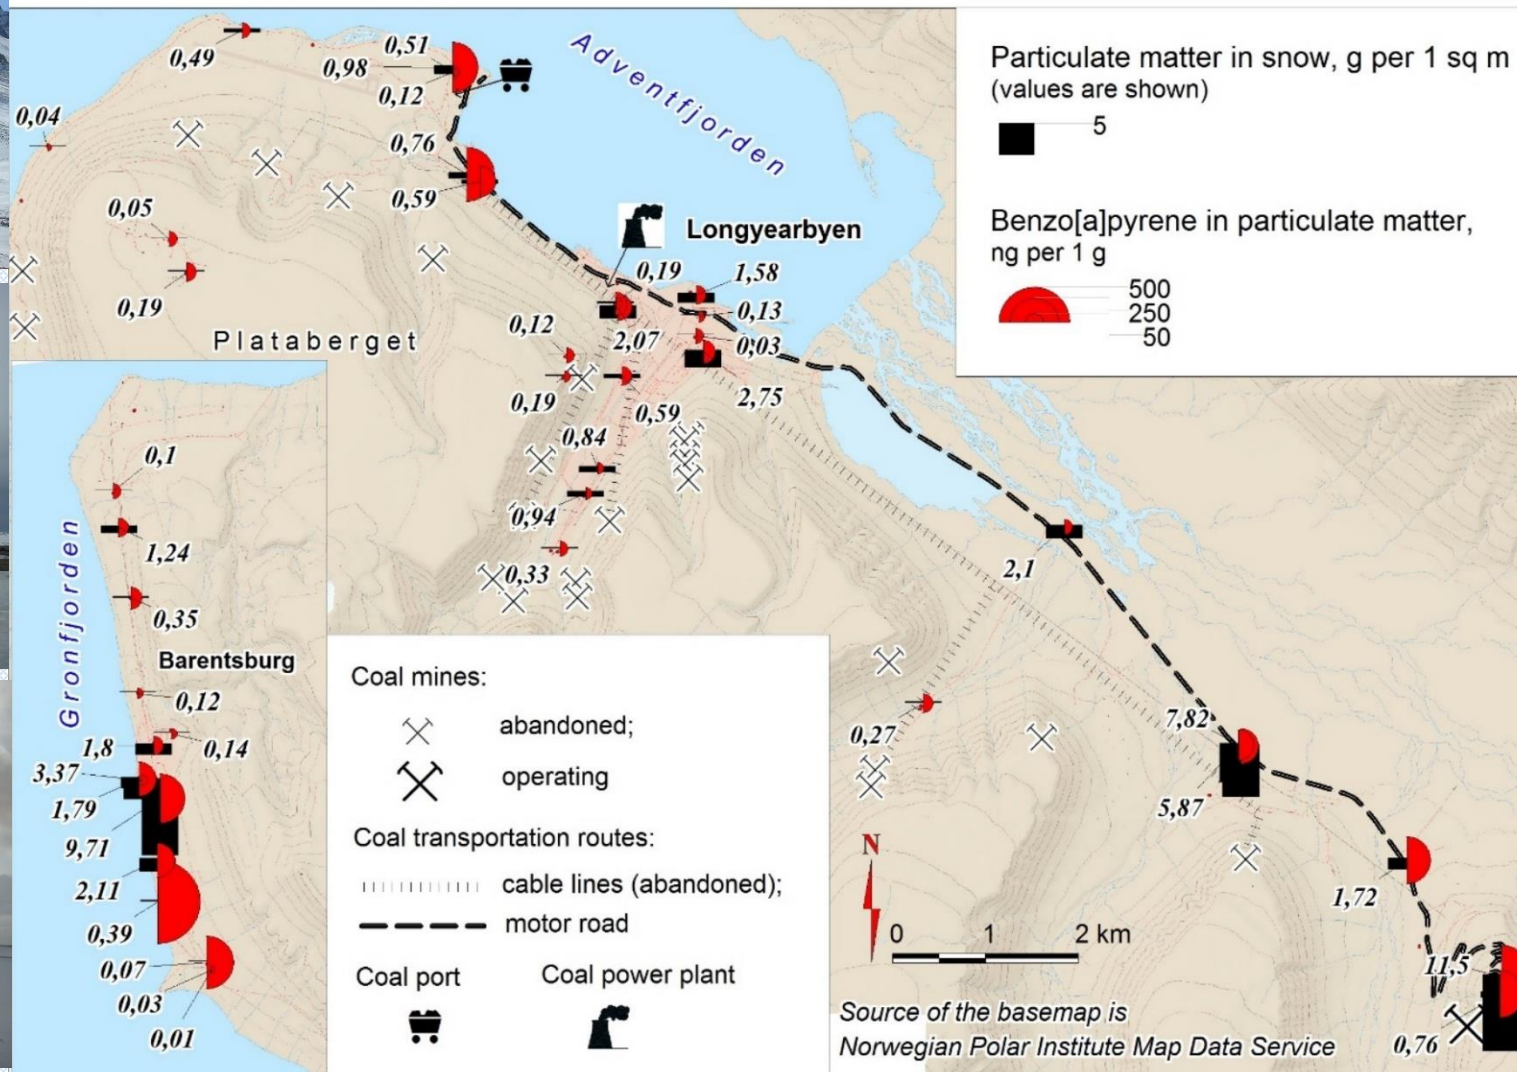 0,49
0,51
0,98
0,12
Adventfjorden
0,04
0,76
0,59
0,05
0,19
Plataberget
Longyearbyen
0,19
1,58
0,13
0,03
2,07
2,75
0,12
0,19
0,59
0,84
0,94
0,33
2,1
0,27
7,82
5,87
1,72
11,5
0,76
Particulate matter in snow, g per 1 sq m
(values are shown)
5
Benzo[a]pyrene in particulate matter,
ng per 1 g
500
250
50
Gronfjorden
0,1
1,24
0,35
Barentsburg
0,12
0,14
1,8
3,37
1,79
9,71
2,11
0,39
0,07
0,03
0,01
Coal mines:
abandoned;
operating
Coal transportation routes:
cable lines (abandoned);
motor road
Coal port
Coal power plant
N
0 1 2 km
Source of the basemap is
Norwegian Polar Institute Map Data Service